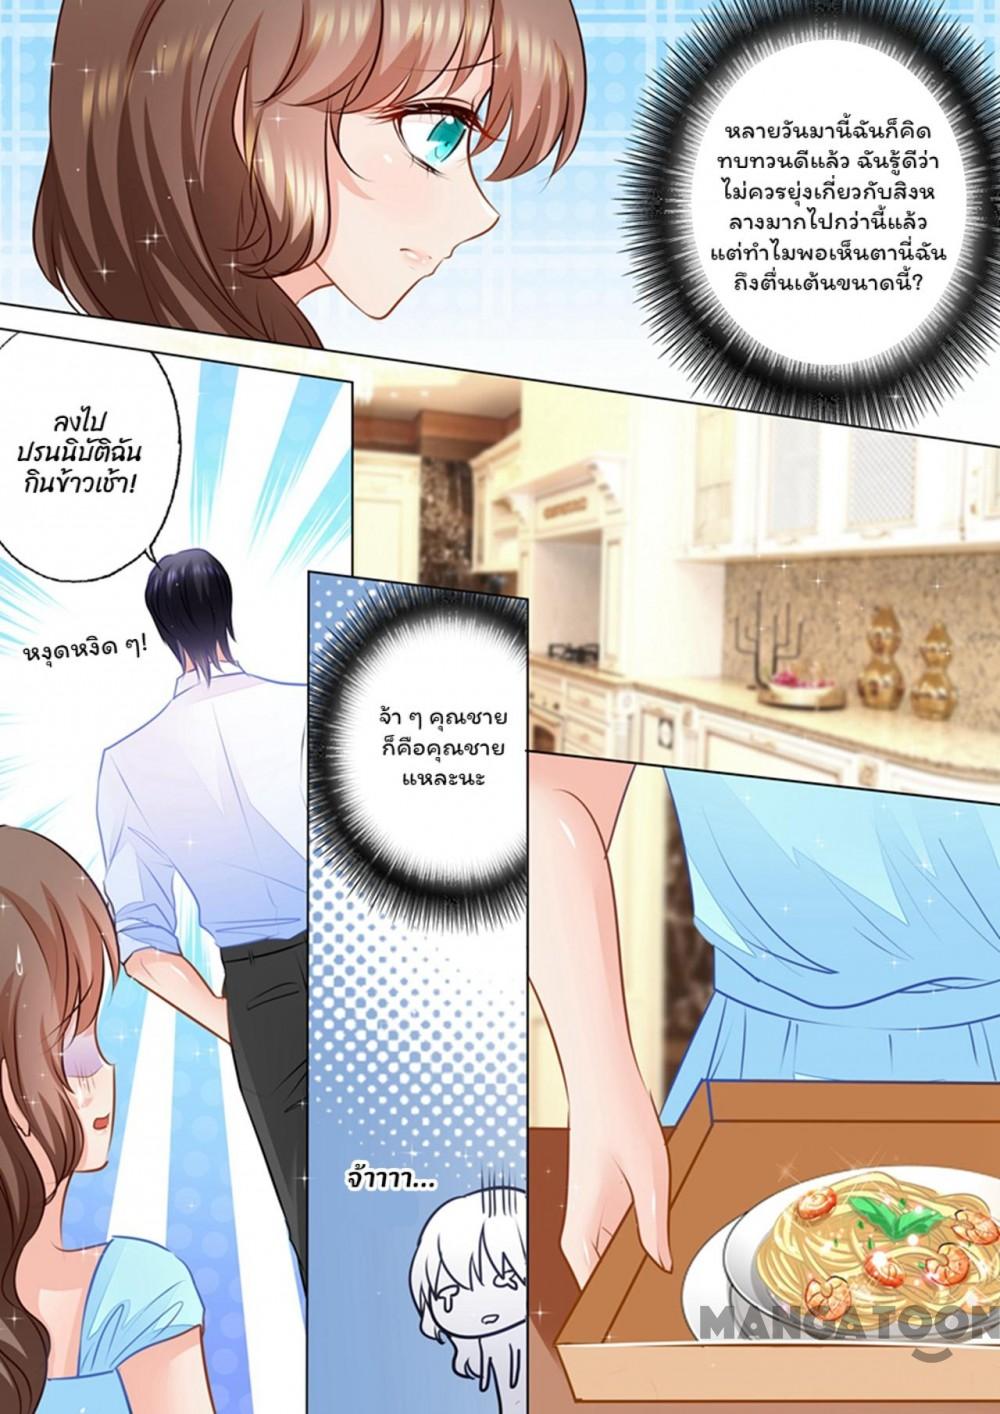 หลายวันมานี้ฉันก็คิด
ทบทวนดีแล้ว ฉันรู้ดีว่า
ไม่ควรยุ่งเกี่ยวกับสิงห
ลางมากไปกว่านี้แล้ว
แต่ทำไมพอเห็นตานี่ฉัน
ถึงตื่นเต้นขนาดนี้?
ลงไป
ปรนนิบัติฉัน
กินข้าวเช้า!
หงุดหงิด ๆ!
จ้า ๆ คุณชาย
ก็คือคุณชาย
แหละนะ
จ้าาาา...
MANGATOON